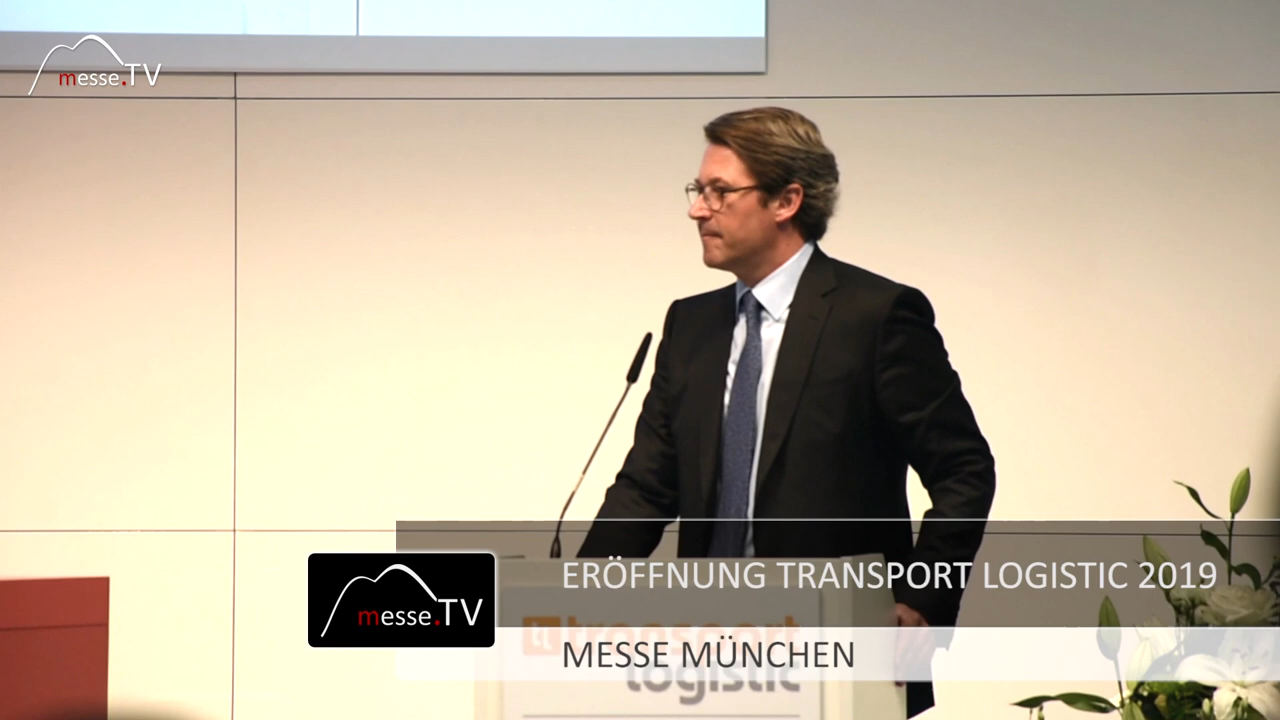 messe.TV
ERÖFFNUNG TRANSPORT LOGISTIC 2019
messe.TV
transport
MESSE MÜNCHEN
logistic